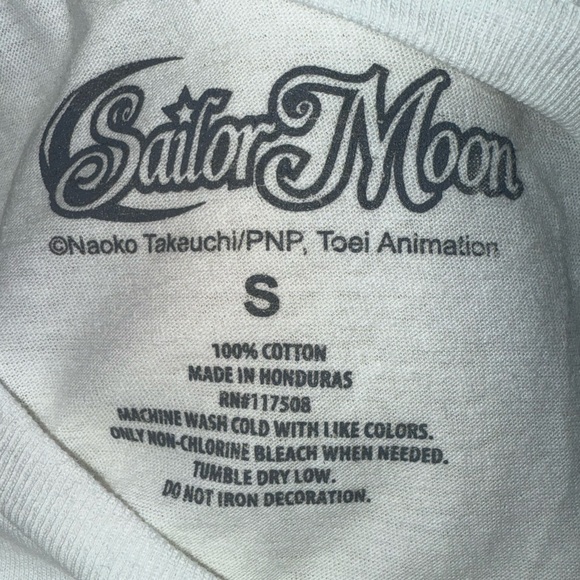 Sailor Moon
©Naoko Takeuchi/PNP, Toei Animation
S
100% COTTON
MADE IN HONDURAS
RN#117508
MACHINE WASH COLD WITH LIKE COLORS.
ONLY NON-CHLORINE BLEACH WHEN NEEDED.
TUMBLE DRY LOW.
DO NOT IRON DECORATION.